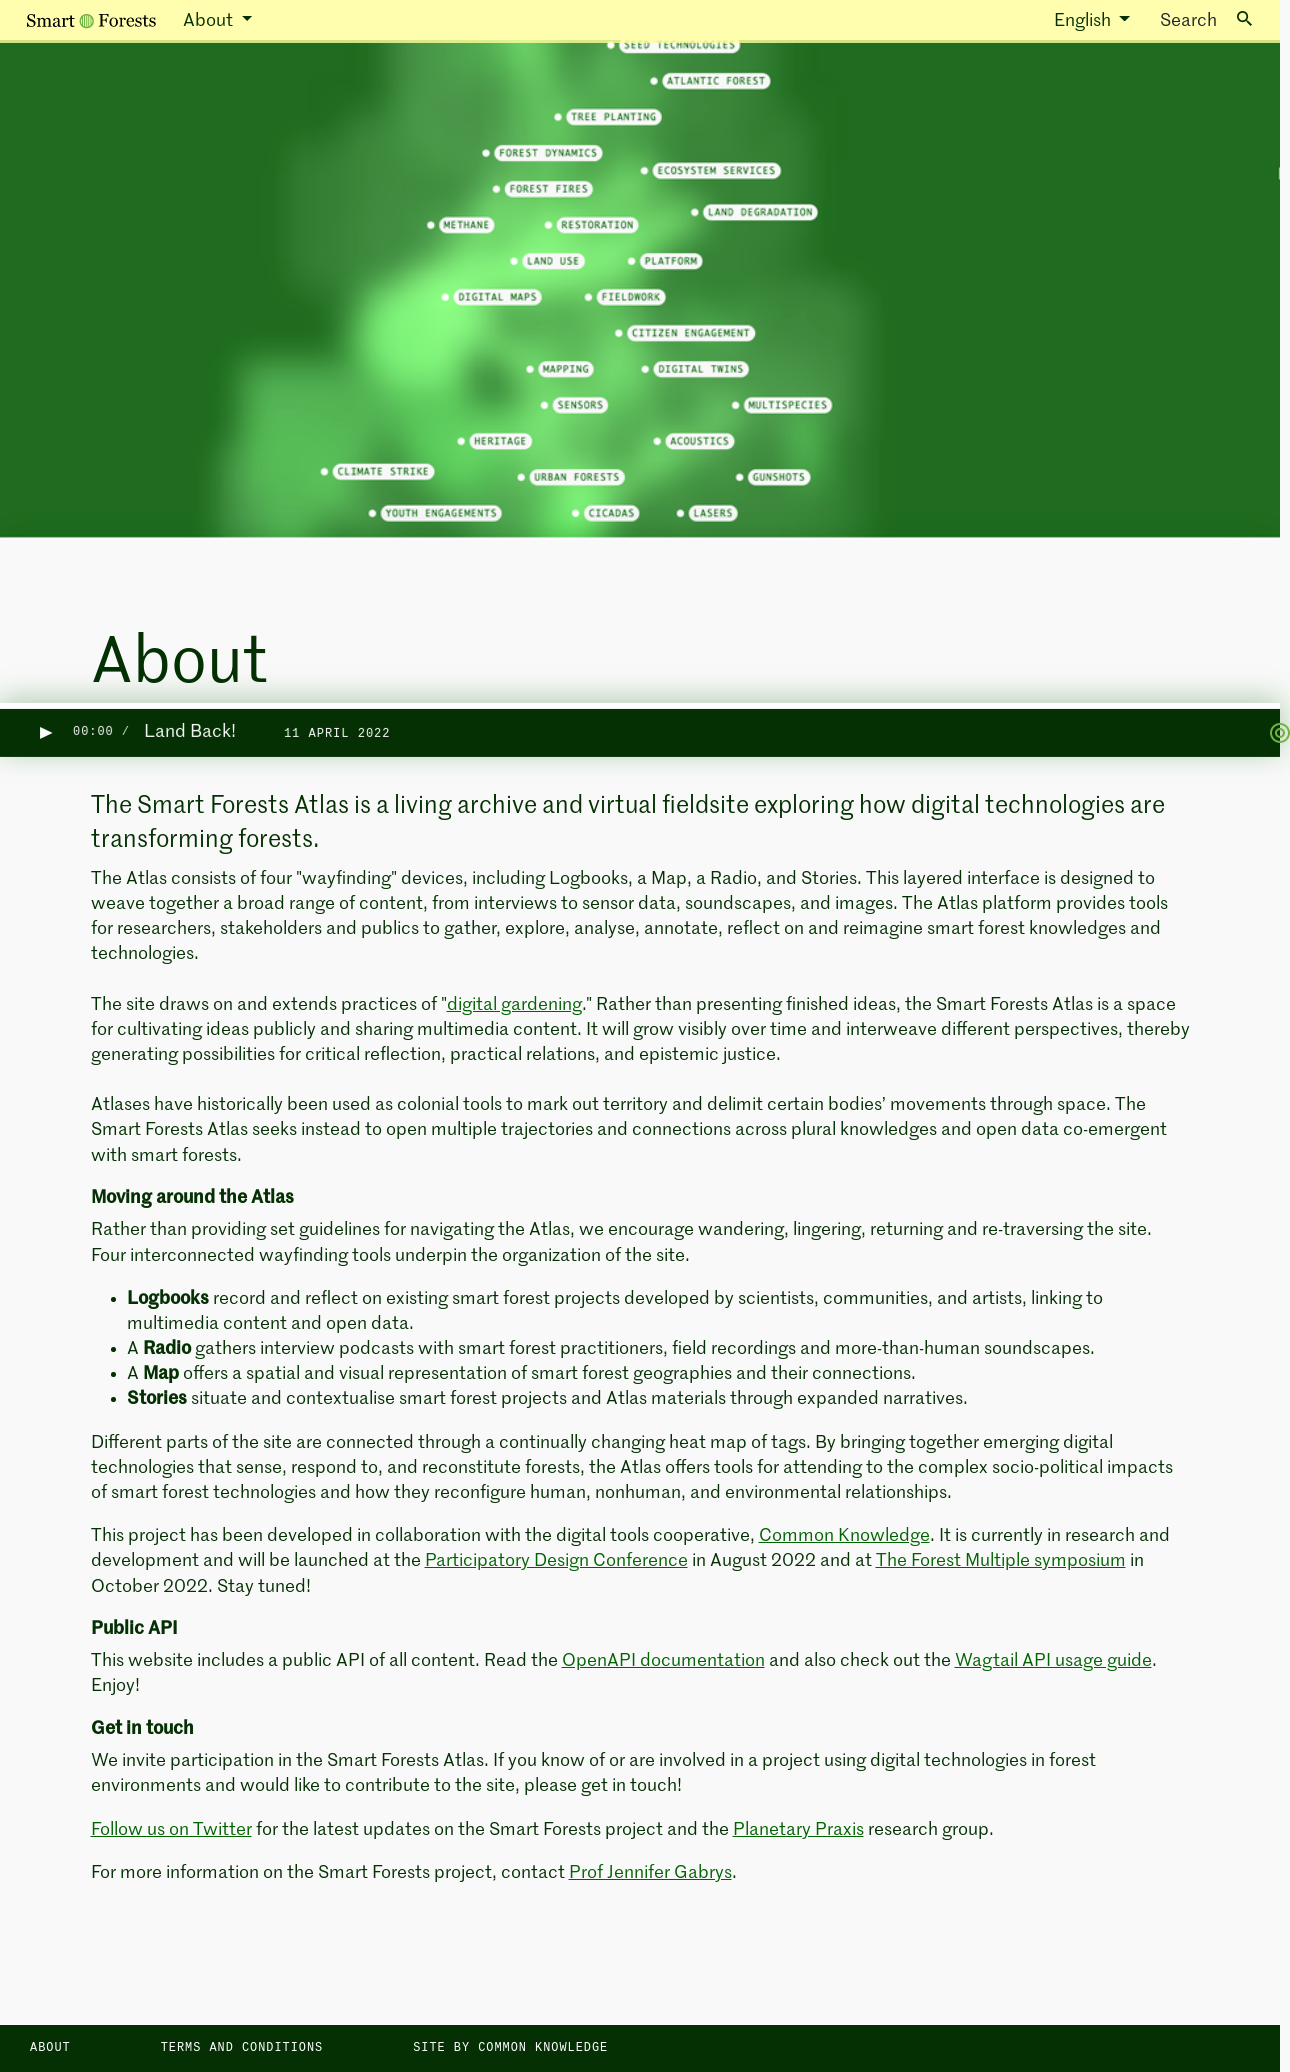 Smart Forests About English Search
SEED TECHNOLOGIES
ATLANTIC FOREST
TREE PLANTING
FOREST DYNAMICS
ECOSYSTEM SERVICES
FOREST FIRES
LAND DEGRADATION
METHANE RESTORATION
LAND USE PLATFORM
DIGITAL MAPS FIELDWORK
CITIZEN ENGAGEMENT
MAPPING DIGITAL TWINS
SENSORS MULTISPECIES
HERITAGE ACOUSTICS
CLIMATE STRIKE URBAN FORESTS GUNSHOTS
YOUTH ENGAGEMENTS CICADAS LASERS
About
00:00 / Land Back! 11 APRIL 2022
The Smart Forests Atlas is a living archive and virtual fieldsite exploring how digital technologies are
transforming forests.
The Atlas consists of four "wayfinding" devices, including Logbooks, a Map, a Radio, and Stories. This layered interface is designed to
weave together a broad range of content, from interviews to sensor data, soundscapes, and images. The Atlas platform provides tools
for researchers, stakeholders and publics to gather, explore, analyse, annotate, reflect on and reimagine smart forest knowledges and
technologies.
The site draws on and extends practices of "digital gardening." Rather than presenting finished ideas, the Smart Forests Atlas is a space
for cultivating ideas publicly and sharing multimedia content. It will grow visibly over time and interweave different perspectives, thereby
generating possibilities for critical reflection, practical relations, and epistemic justice.
Atlases have historically been used as colonial tools to mark out territory and delimit certain bodies’ movements through space. The
Smart Forests Atlas seeks instead to open multiple trajectories and connections across plural knowledges and open data co-emergent
with smart forests.
Moving around the Atlas
Rather than providing set guidelines for navigating the Atlas, we encourage wandering, lingering, returning and re-traversing the site.
Four interconnected wayfinding tools underpin the organization of the site.
• Logbooks record and reflect on existing smart forest projects developed by scientists, communities, and artists, linking to
multimedia content and open data.
• A Radio gathers interview podcasts with smart forest practitioners, field recordings and more-than-human soundscapes.
• A Map offers a spatial and visual representation of smart forest geographies and their connections.
• Stories situate and contextualise smart forest projects and Atlas materials through expanded narratives.
Different parts of the site are connected through a continually changing heat map of tags. By bringing together emerging digital
technologies that sense, respond to, and reconstitute forests, the Atlas offers tools for attending to the complex socio-political impacts
of smart forest technologies and how they reconfigure human, nonhuman, and environmental relationships.
This project has been developed in collaboration with the digital tools cooperative, Common Knowledge. It is currently in research and
development and will be launched at the Participatory Design Conference in August 2022 and at The Forest Multiple symposium in
October 2022. Stay tuned!
Public API
This website includes a public API of all content. Read the OpenAPI documentation and also check out the Wagtail API usage guide.
Enjoy!
Get in touch
We invite participation in the Smart Forests Atlas. If you know of or are involved in a project using digital technologies in forest
environments and would like to contribute to the site, please get in touch!
Follow us on Twitter for the latest updates on the Smart Forests project and the Planetary Praxis research group.
For more information on the Smart Forests project, contact Prof Jennifer Gabrys.
ABOUT TERMS AND CONDITIONS SITE BY COMMON KNOWLEDGE